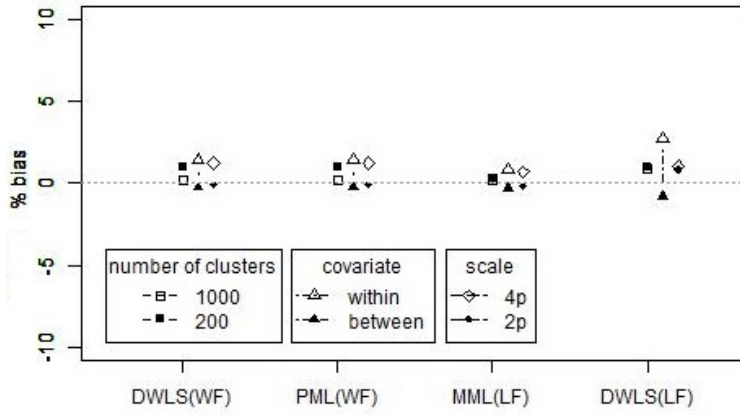 10
5
0
-5
-10
% bias
number of clusters
1000
200
covariate
within
between
scale
4p
2p
DWLS(WF)
PML(WF)
MML(LF)
DWLS(LF)